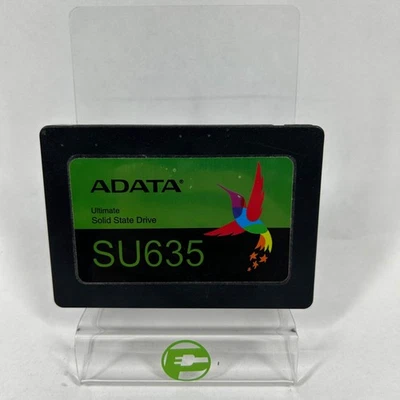 ADATA
Ultimate
Solid State Drive
SU635